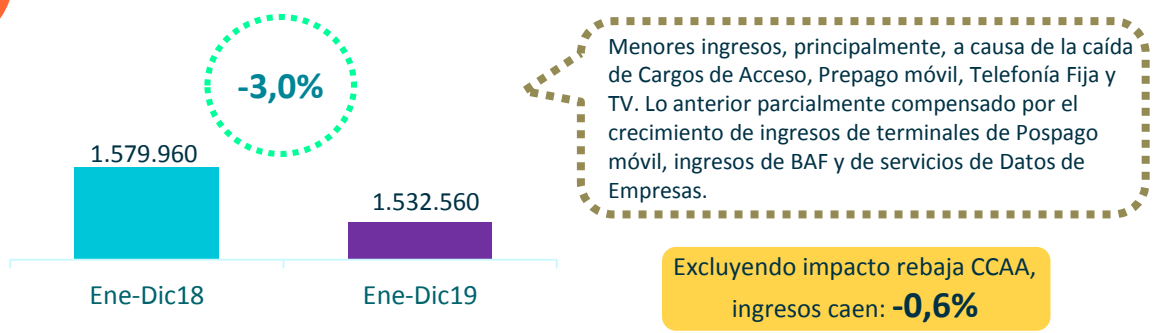 -3,0%
1.579.960
1.532.560
Ene-Dic18
Ene-Dic19
Menores ingresos, principalmente, a causa de la caída
de Cargos de Acceso, Prepago móvil, Telefonía Fija y
TV. Lo anterior parcialmente compensado por el
crecimiento de ingresos de terminales de Pospago
móvil, ingresos de BAF y de servicios de Datos de
Empresas.
Excluyendo impacto rebaja CCAA,
ingresos caen: -0,6%